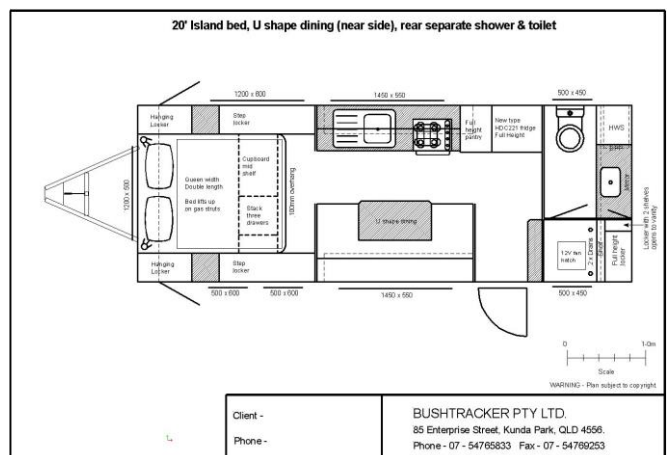 20' Island bed, U shape dining (near side), rear separate shower & toilet
1200 x 600
1450 x 550
500 x 450
Hanging
Locker
Step
locker
Full
height
pantry
New type
HDC221 fridge
Full Height
HWS
1200 x 500
Queen width
Double length
Bed lifts up
on gas struts
Cupboard
mid
shelf
Stack
three
drawers
100mm overhang
U shape dining
Mirror
Locker with 2 shelves
opens to vanity
12V fan
hatch
2 x Drains
Shelf
Full height
locker
Hanging
Locker
Step
locker
500 x 600
500 x 600
1450 x 550
500 x 450
0
1-0m
Scale
WARNING - Plan subject to copyright
Client -
Phone -
BUSHTRACKER PTY LTD.
85 Enterprise Street, Kunda Park, QLD 4556.
Phone - 07 - 54765833 Fax - 07 - 54769253